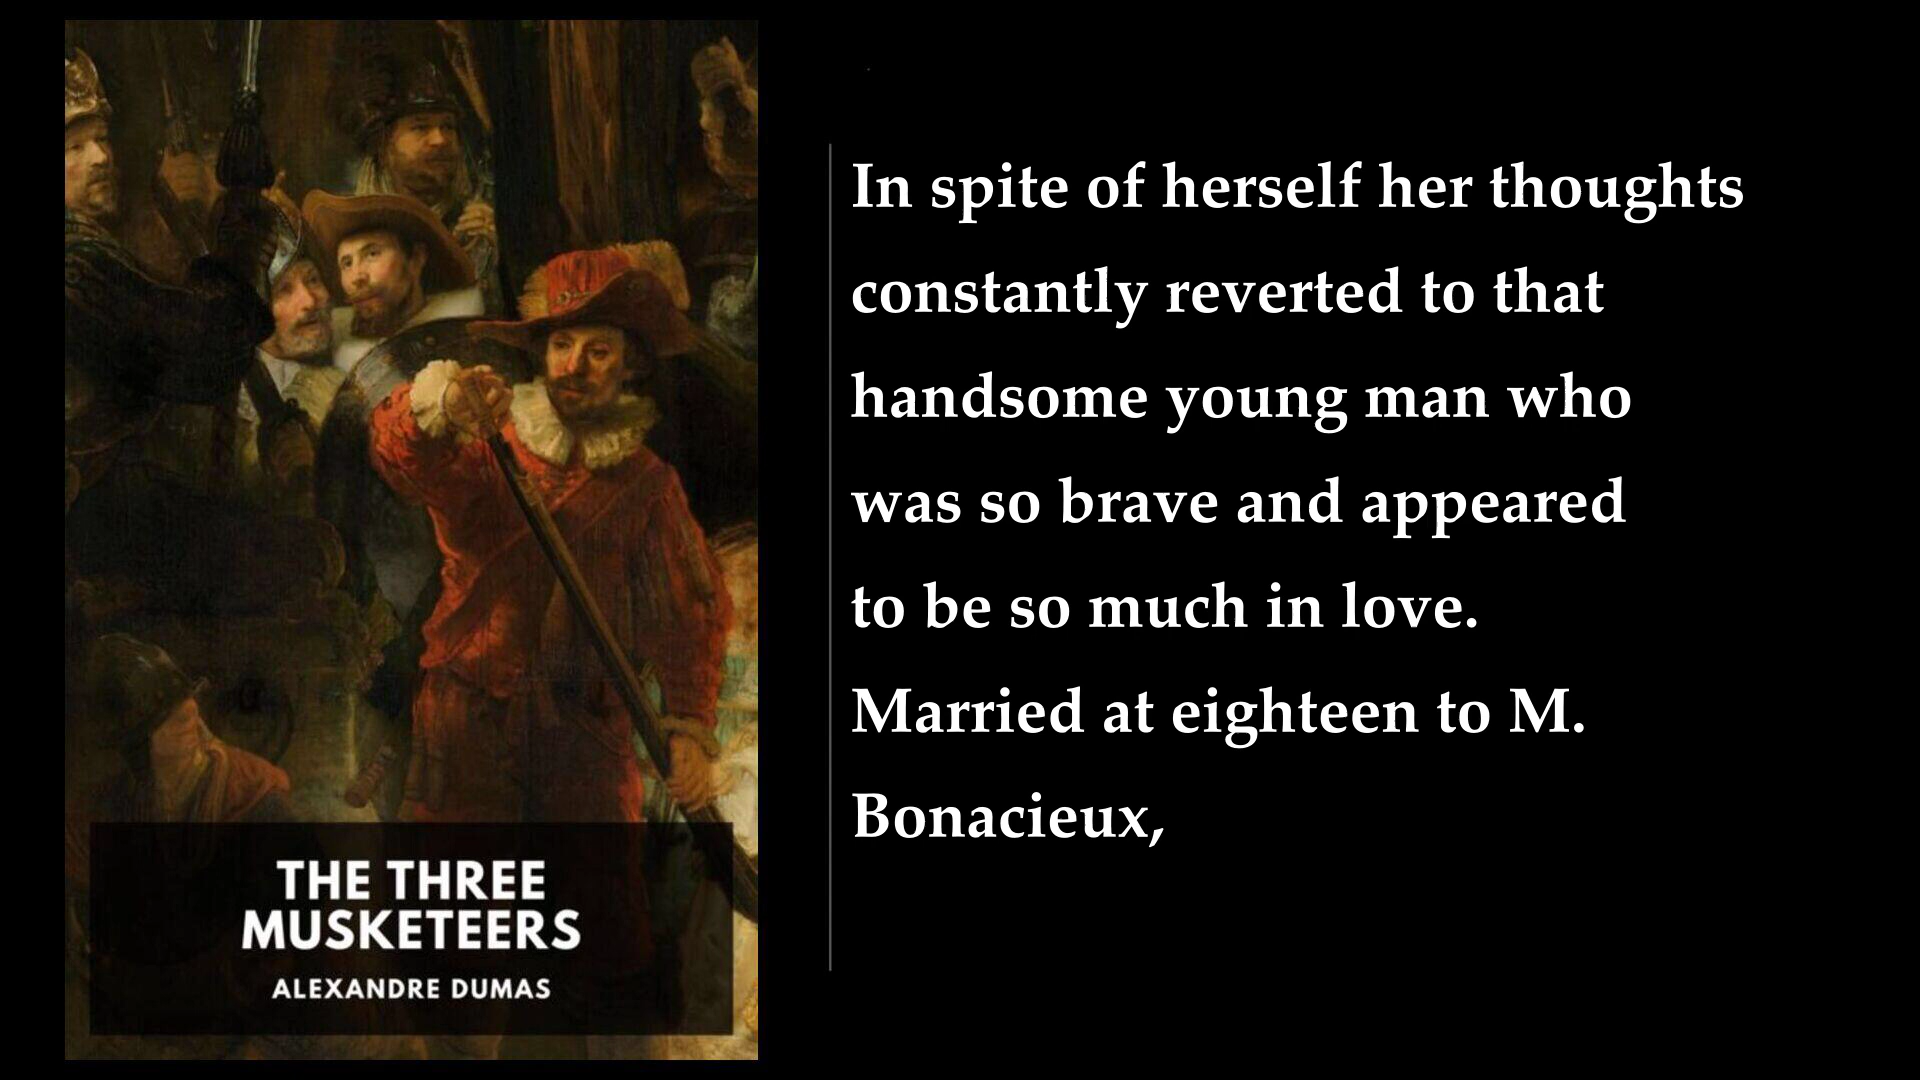 THE THREE
MUSKETEERS
ALEXANDRE DUMAS
In spite of herself her thoughts
constantly reverted to that
handsome young man who
was so brave and appeared
to be so much in love.
Married at eighteen to M.
Bonacieux,